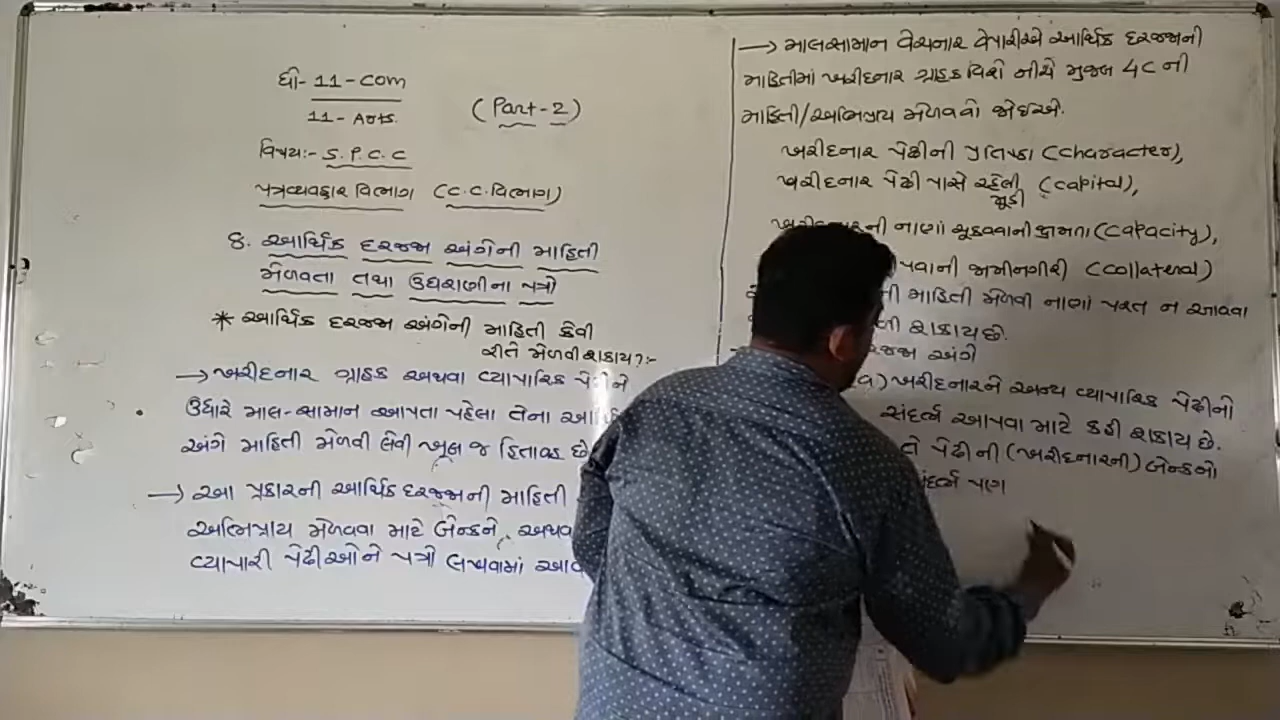 ધો-11-com
11-Arts.
(Part-2)
વિષય:- S.P.C.C
પત્રવ્યવહાર વિભાગ (C.C.વિભાગ)
8. આર્થિક દરજ્જા અંગેની માહિતી
મેળવતા તથા ઉઘરાણીના પત્રો
* આર્થિક દરજ્જા અંગેની માહિતી કેવી
રીતે મેળવી શકાય?:-
→ ખરીદનાર ગ્રાહક અથવા વ્યાપારિક પેઢીને
ઉધારે માલ-સામાન આપતા પહેલા તેના
અંગે માહિતી મેળવી લેવી ખૂબ જ હિતાવહ છે
→ આ પ્રકારની આર્થિક દરજ્જાની માહિતી
અભિપ્રાય મેળવવા માટે બેન્કને, અથવા
વ્યાપારી પેઢીઓને પત્રો લખવામાં
→ માલસામાન વેચનાર વેપારીએ આર્થિક દરજ્જાની
માહિતીમાં ખરીદનાર ગ્રાહક વિશે નીચે મુજબ 4C ની
માહિતી/અભિપ્રાય મેળવવો જોઇએ.
ખરીદનાર પેઢીની પ્રતિષ્ઠા (character),
ખરીદનાર પેઢી પાસે રહેલી મૂડી (capital),
ની નાણાં ચૂકવવાની ક્ષમતા (capacity),
જામીનગીરી (collateral)
માહિતી મેળવી નાણાં પરત ન આવવા
શકાય છે.
અંગે
ખરીદનારને અન્ય વ્યાપારિક પેઢીનો
સંદર્ભ આપવા માટે કહી શકાય છે.
તે પેઢીની (ખરીદનારની) બેન્કનો
સંદર્ભ પણ